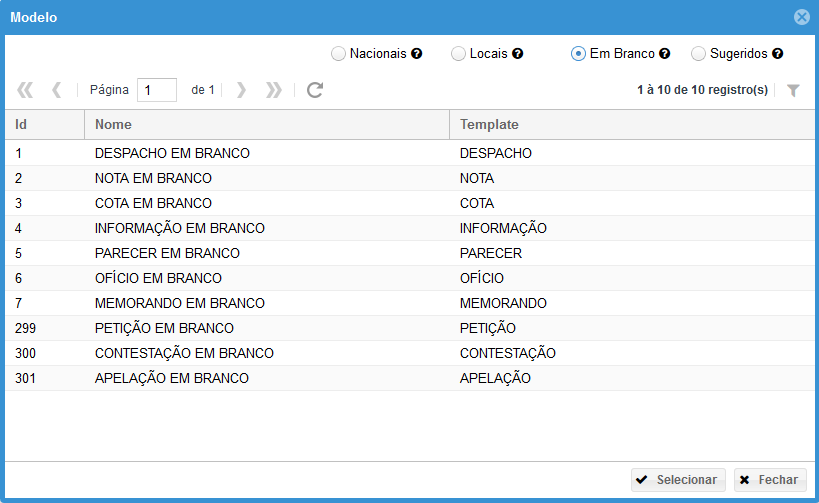 Modelo
Nacionais Locais Em Branco Sugeridos
Página 1 de 1 1 à 10 de 10 registro(s)
Id Nome Template
1 DESPACHO EM BRANCO DESPACHO
2 NOTA EM BRANCO NOTA
3 COTA EM BRANCO COTA
4 INFORMAÇÃO EM BRANCO INFORMAÇÃO
5 PARECER EM BRANCO PARECER
6 OFÍCIO EM BRANCO OFÍCIO
7 MEMORANDO EM BRANCO MEMORANDO
299 PETIÇÃO EM BRANCO PETIÇÃO
300 CONTESTAÇÃO EM BRANCO CONTESTAÇÃO
301 APELAÇÃO EM BRANCO APELAÇÃO
Selecionar Fechar